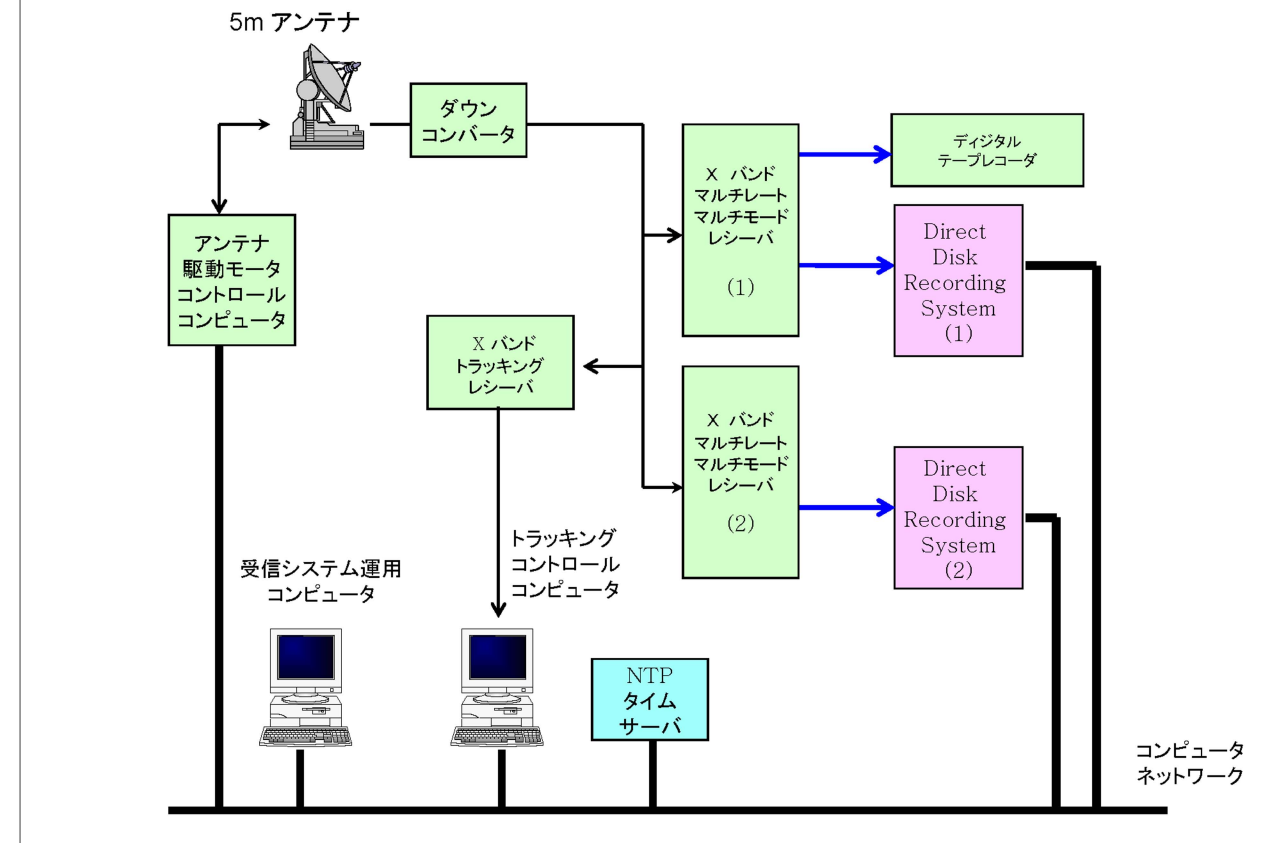 5m アンテナ
ダウン
コンバータ
X バンド
マルチレート
マルチモード
レシーバ
(1)
ディジタル
テープレコーダ
アンテナ
駆動モータ
コントロール
コンピュータ
Direct
Disk
Recording
System
(1)
X バンド
トラッキング
レシーバ
X バンド
マルチレート
マルチモード
レシーバ
(2)
Direct
Disk
Recording
System
(2)
トラッキング
コントロール
コンピュータ
受信システム運用
コンピュータ
NTP
タイム
サーバ
コンピュータ
ネットワーク